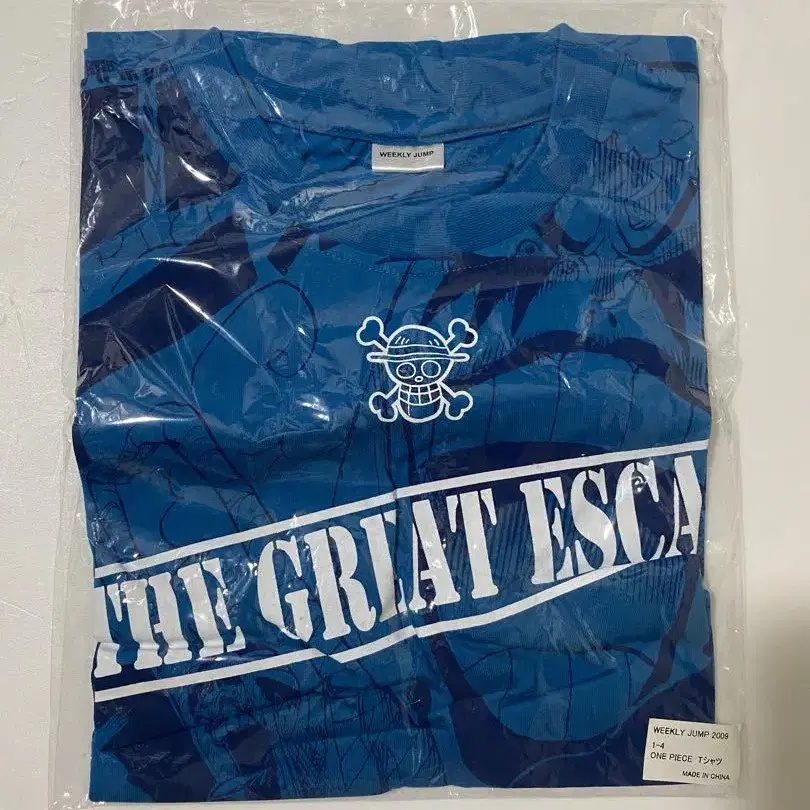 WEEKLY JUMP
THE GREAT ESCA
WEEKLY JUMP 2009
1-4
ONE PIECE Tシャツ
MADE IN CHINA